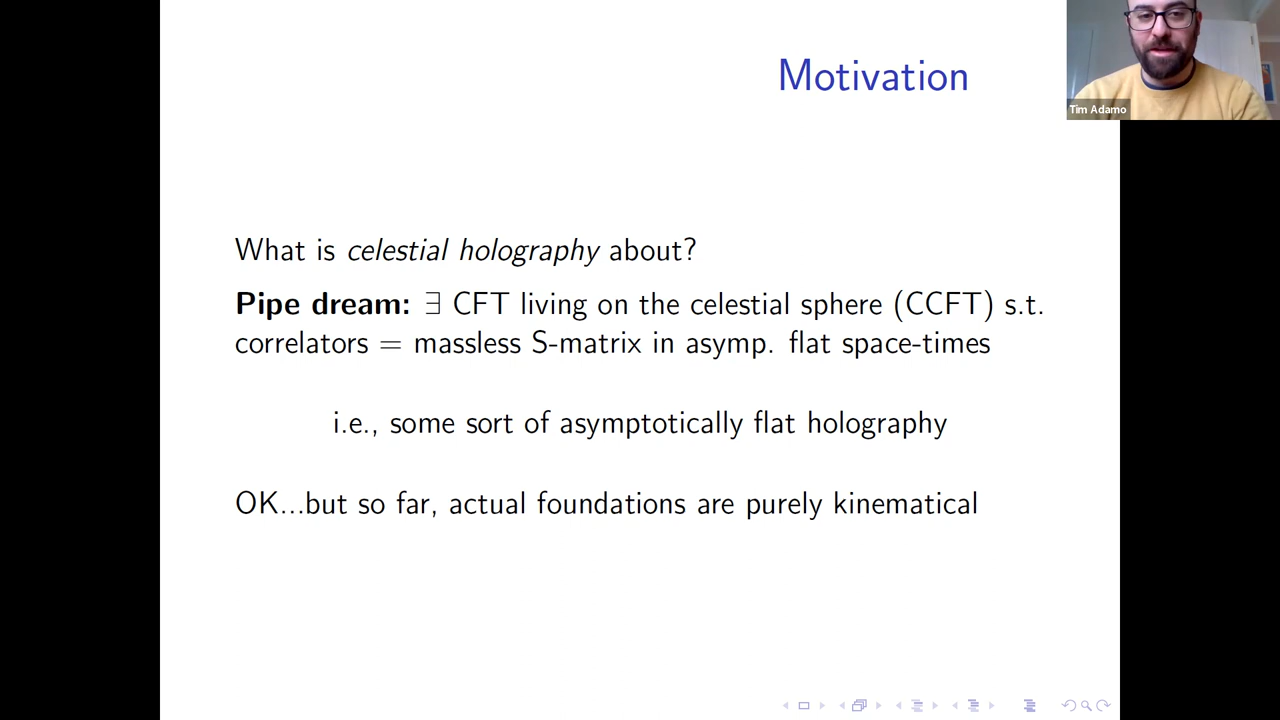 Motivation
Tim Adamo
What is celestial holography about?
Pipe dream: ∃ CFT living on the celestial sphere (CCFT) s.t.
correlators = massless S-matrix in asymp. flat space-times
i.e., some sort of asymptotically flat holography
OK...but so far, actual foundations are purely kinematical